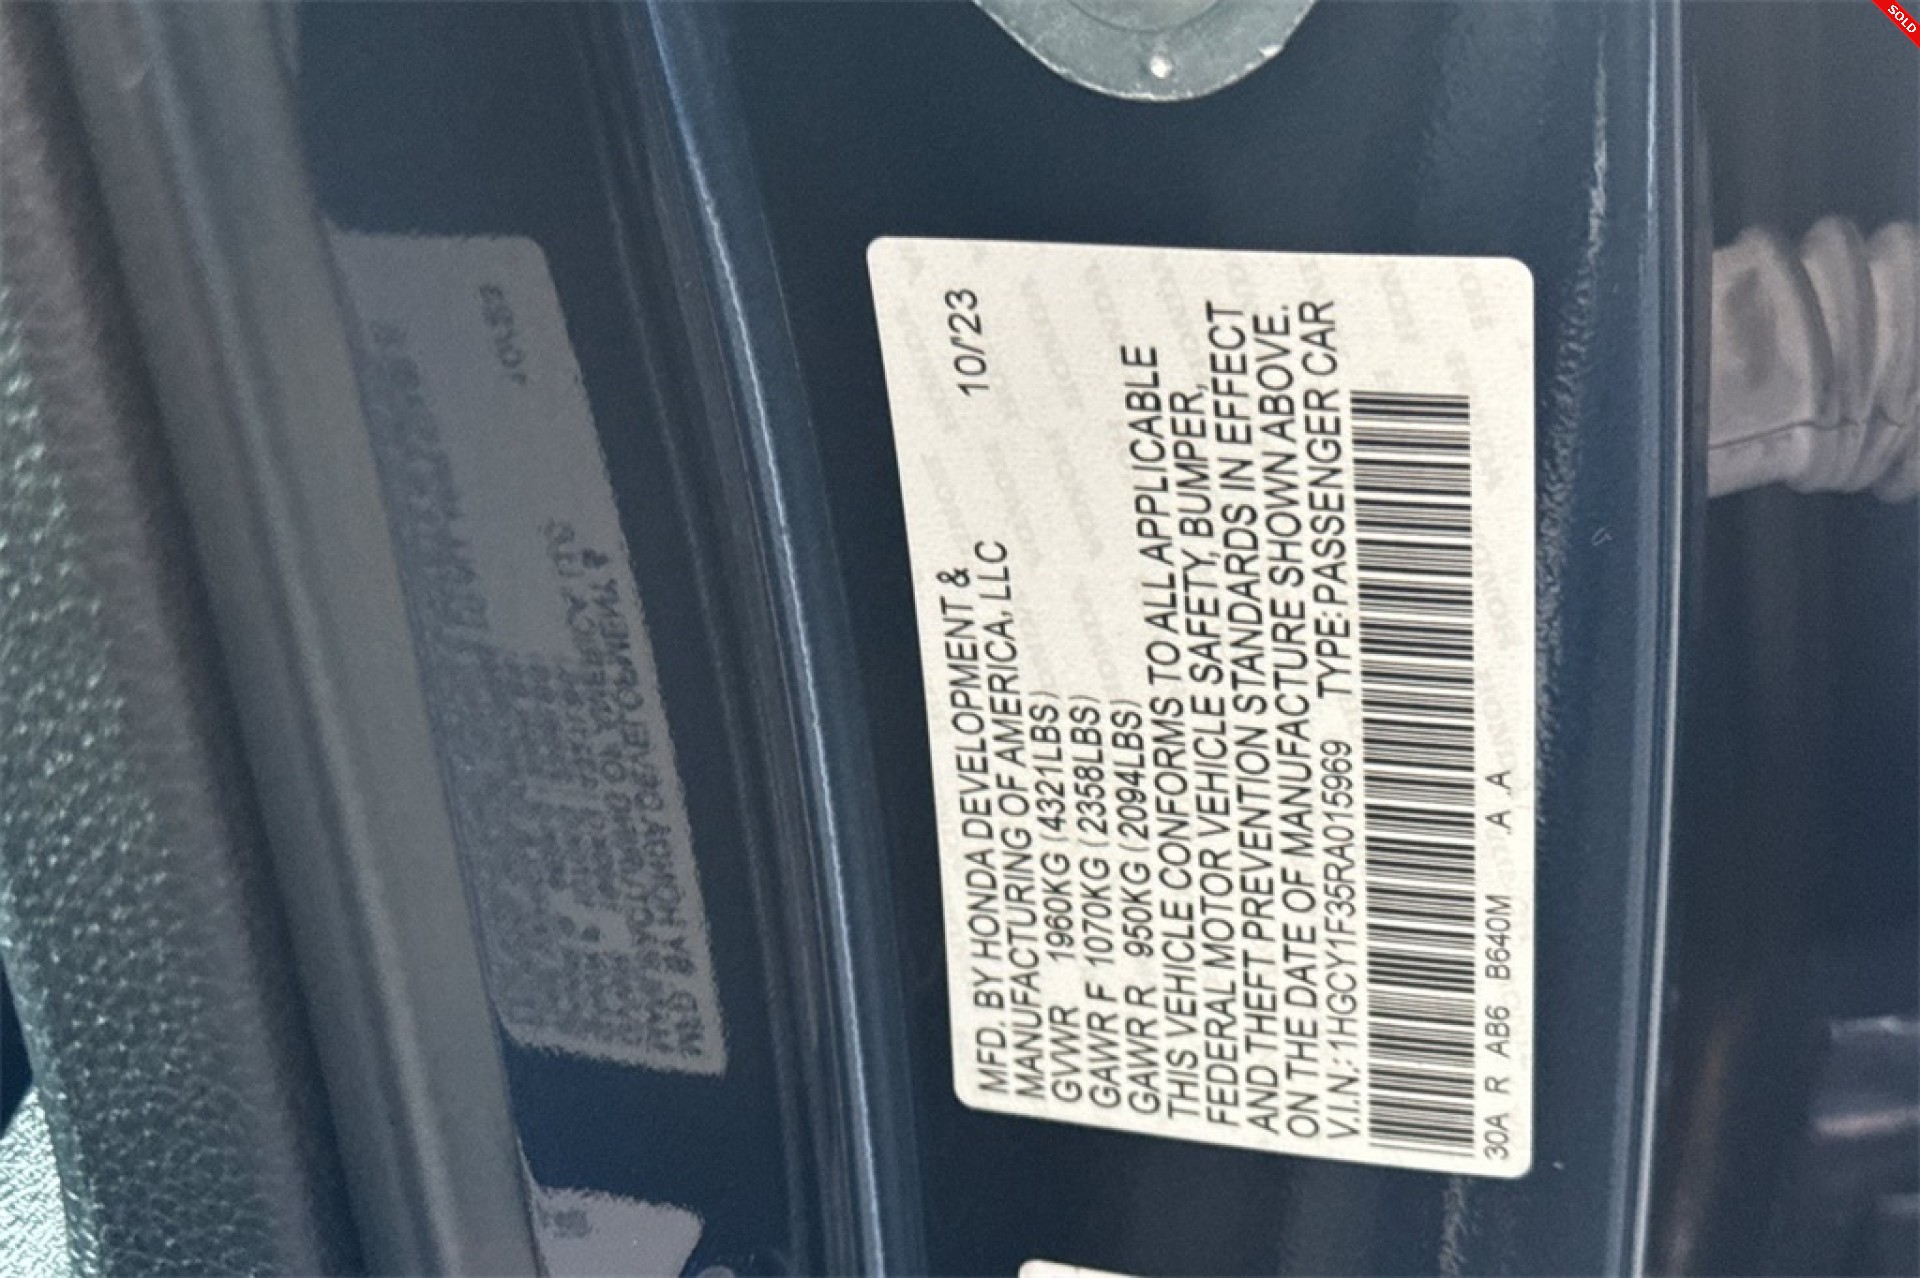 SOLD
MFD. BY HONDA DEVELOPMENT & 10/'23
MANUFACTURING OF AMERICA, LLC
GVWR 1960KG (4321LBS)
GAWR F 1070KG (2358LBS)
GAWR R 950KG (2094LBS)
THIS VEHICLE CONFORMS TO ALL APPLICABLE
FEDERAL MOTOR VEHICLE SAFETY, BUMPER,
AND THEFT PREVENTION STANDARDS IN EFFECT
ON THE DATE OF MANUFACTURE SHOWN ABOVE.
V.I.N.:1HGCY1F35RA015969 TYPE:PASSENGER CAR
30A R AB6 B640M A A